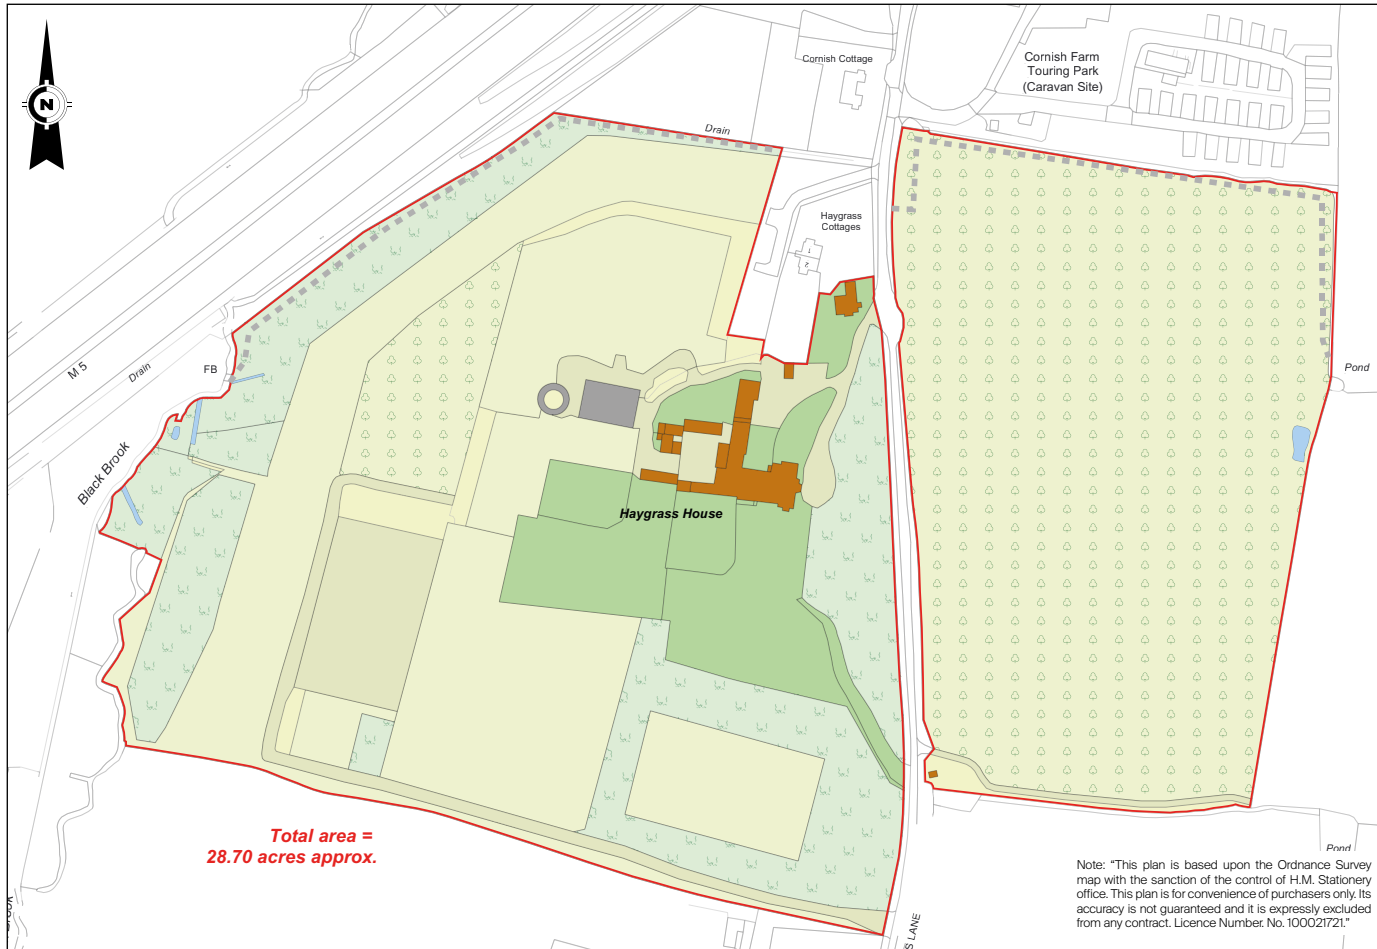 N
Cornish Cottage
Cornish Farm
Touring Park
(Caravan Site)
Drain
Haygrass
Cottages
1
2
M 5
Drain
FB
Pond
Black Brook
Haygrass House
Total area =
28.70 acres approx.
Pond
Note: “This plan is based upon the Ordnance Survey
map with the sanction of the control of H.M. Stationery
office. This plan is for convenience of purchasers only. Its
accuracy is not guaranteed and it is expressly excluded
from any contract. Licence Number. No. 100021721.”
S LANE